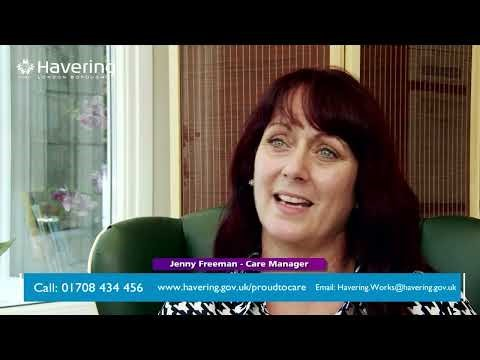 Havering
LONDON BOROUGH
Jenny Freeman - Care Manager
Call: 01708 434 456 www.havering.gov.uk/proudtocare Email: Havering.Works@havering.gov.uk